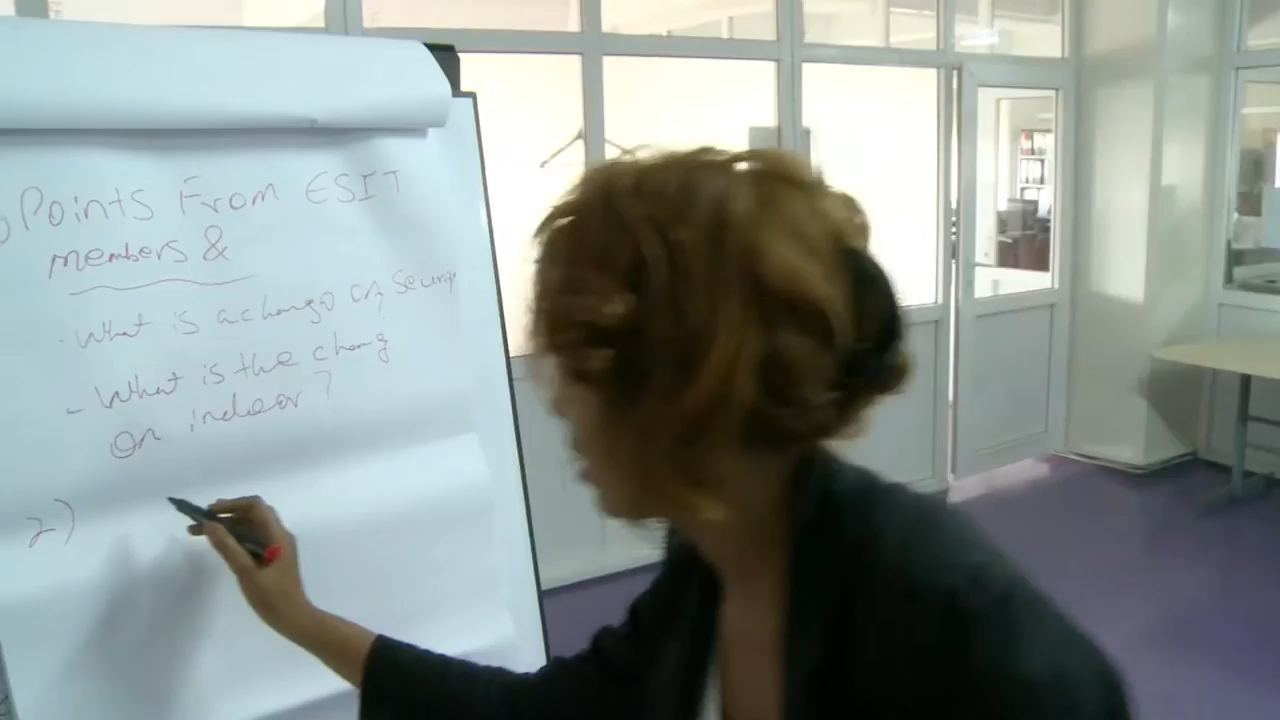 ) Points From ESIT
members &
- What is a change on Security
- What is the chang
on indoor ?
2)